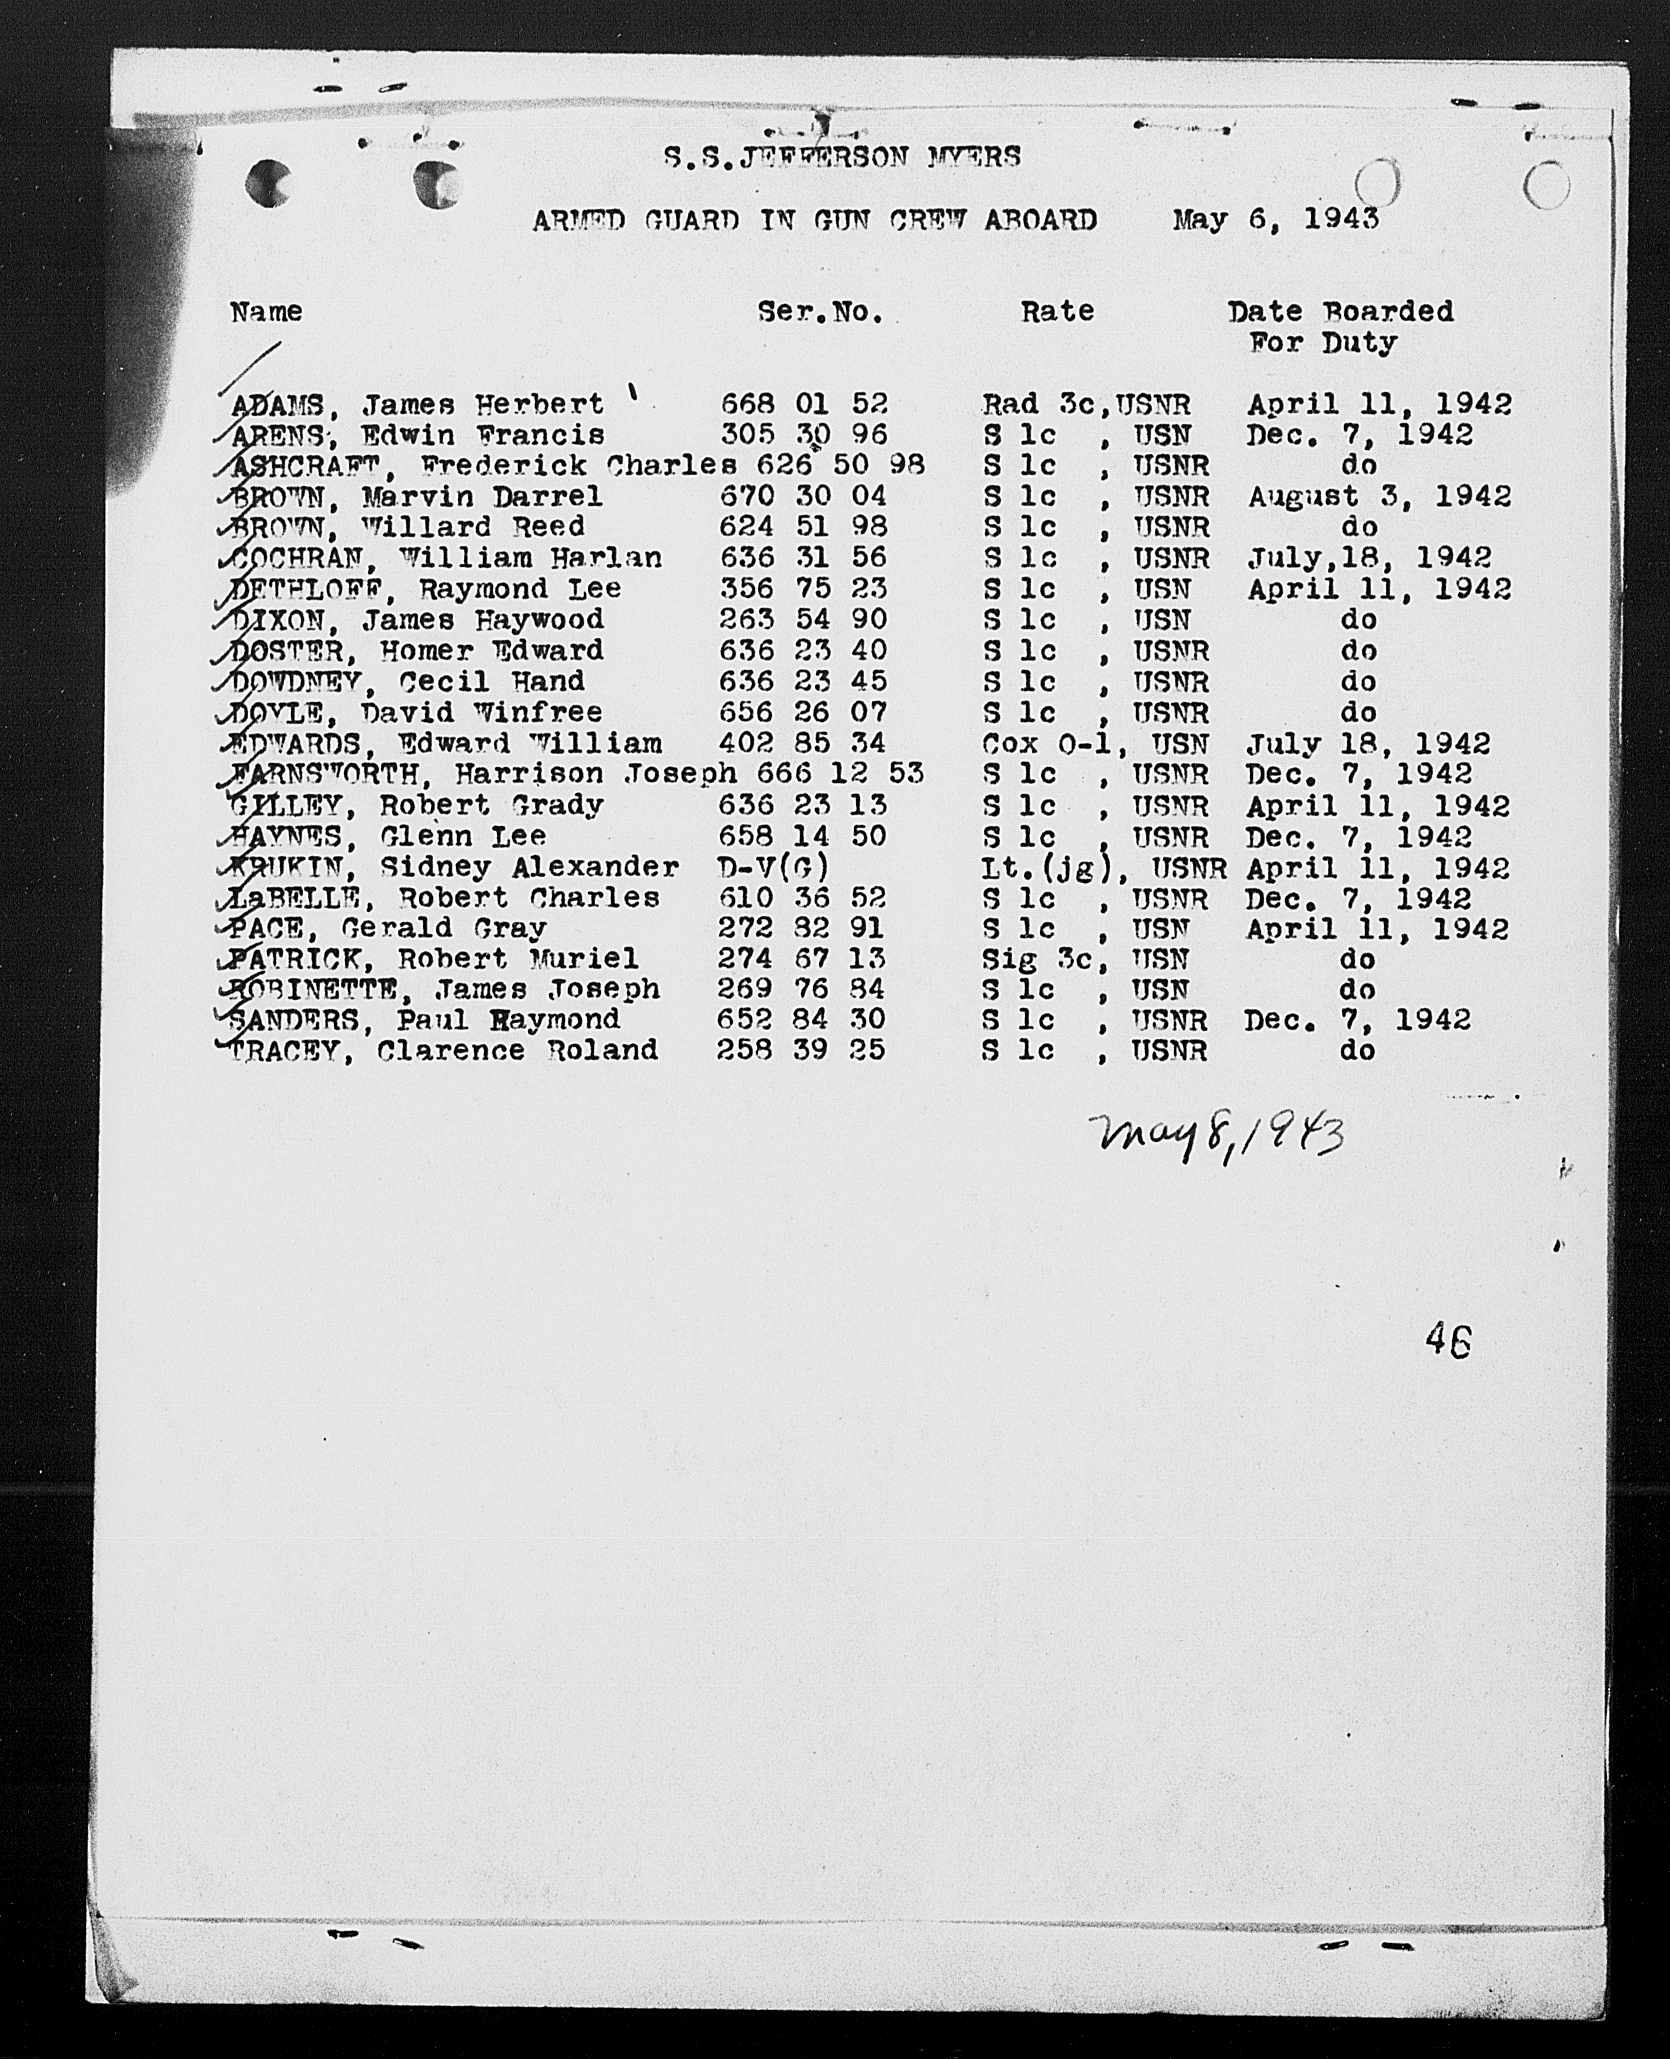 S.S.JEFFERSON MYERS
ARMED GUARD IN GUN CREW ABOARD May 6, 1943
Name Ser.No. Rate Date Boarded
For Duty
ADAMS, James Herbert 668 01 52 Rad 3c,USNR April 11, 1942
ARENS, Edwin Francis 305 30 96 S 1c , USN Dec. 7, 1942
ASHCRAFT, Frederick Charles 626 50 98 S 1c , USNR do
BROWN, Marvin Darrel 670 30 04 S 1c , USNR August 3, 1942
BROWN, Willard Reed 624 51 98 S 1c , USNR do
COCHRAN, William Harlan 636 31 56 S 1c , USNR July,18, 1942
DETHLOFF, Raymond Lee 356 75 23 S 1c , USN April 11, 1942
DIXON, James Haywood 263 54 90 S 1c , USN do
DOSTER, Homer Edward 636 23 40 S 1c , USNR do
DOWDNEY, Cecil Hand 636 23 45 S 1c , USNR do
DOYLE, David Winfree 656 26 07 S 1c , USNR do
EDWARDS, Edward William 402 85 34 Cox 0-1, USN July 18, 1942
FARNSWORTH, Harrison Joseph 666 12 53 S 1c , USNR Dec. 7, 1942
GILLEY, Robert Grady 636 23 13 S 1c , USNR April 11, 1942
HAYNES, Glenn Lee 658 14 50 S 1c , USNR Dec. 7, 1942
KRUKIN, Sidney Alexander D-V(G) Lt.(jg), USNR April 11, 1942
LaBELLE, Robert Charles 610 36 52 S 1c , USNR Dec. 7, 1942
PACE, Gerald Gray 272 82 91 S 1c , USN April 11, 1942
PATRICK, Robert Muriel 274 67 13 Sig 3c, USN do
ROBINETTE, James Joseph 269 76 84 S 1c , USN do
SANDERS, Paul Raymond 652 84 30 S 1c , USNR Dec. 7, 1942
TRACEY, Clarence Roland 258 39 25 S 1c , USNR do
May 8, 1943
46